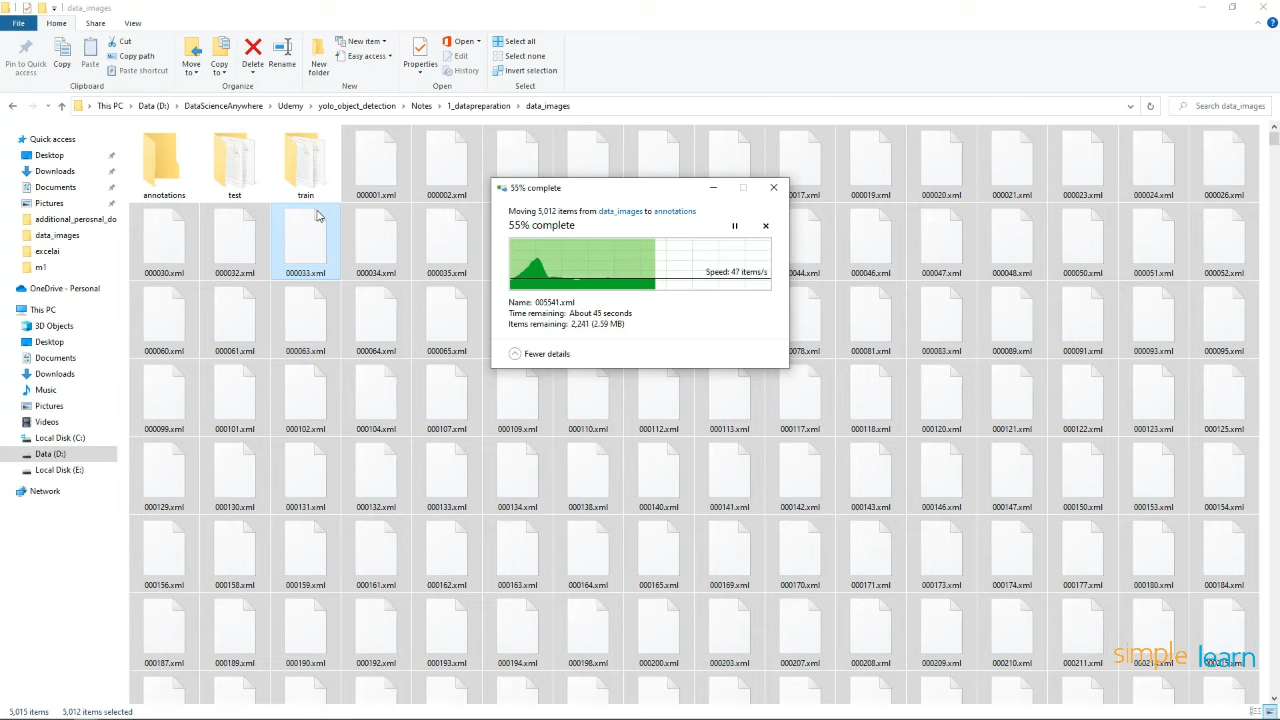 data_images
File
Home
Share
View
Pin to Quick access
Copy
Paste
Cut
Copy path
Paste shortcut
Clipboard
Move to
Copy to
Delete
Rename
Organize
New folder
New item
Easy access
New
Properties
Open
Edit
History
Open
Select all
Select none
Invert selection
Select
This PC
Data (D:)
DataScienceAnywhere
Udemy
yolo_object_detection
Notes
1_datapreparation
data_images
Search data_images
Quick access
Desktop
Downloads
Documents
Pictures
additional_perosnal_do
data_images
excelai
m1
OneDrive - Personal
This PC
3D Objects
Desktop
Documents
Downloads
Music
Pictures
Videos
Local Disk (C:)
Data (D:)
Local Disk (E:)
Network
annotations
test
train
000001.xml
000002.xml
000019.xml
000020.xml
000021.xml
000023.xml
000024.xml
000026.xml
000030.xml
000032.xml
000033.xml
000034.xml
000035.xml
000046.xml
000047.xml
000048.xml
000050.xml
000051.xml
000060.xml
000061.xml
000063.xml
000064.xml
000065.xml
000081.xml
000083.xml
000089.xml
000091.xml
000093.xml
000095.xml
000099.xml
000101.xml
000102.xml
000104.xml
000107.xml
000109.xml
000110.xml
000112.xml
000113.xml
000117.xml
000118.xml
000120.xml
000121.xml
000122.xml
000123.xml
000125.xml
000129.xml
000130.xml
000131.xml
000132.xml
000133.xml
000134.xml
000138.xml
000140.xml
000141.xml
000142.xml
000143.xml
000146.xml
000147.xml
000150.xml
000153.xml
000154.xml
000156.xml
000158.xml
000159.xml
000161.xml
000162.xml
000163.xml
000164.xml
000165.xml
000169.xml
000170.xml
000171.xml
000173.xml
000174.xml
000177.xml
000180.xml
000184.xml
000187.xml
000189.xml
000190.xml
000192.xml
000193.xml
000194.xml
000198.xml
000200.xml
000203.xml
000207.xml
000208.xml
000209.xml
000210.xml
000211.xml
55% complete
Moving 5,012 items from data_images to annotations
55% complete
Speed: 47 items/s
Name: 005541.xml
Time remaining: About 45 seconds
Items remaining: 2,241 (2.59 MB)
Fewer details
simplelearn
5,015 items
5,012 items selected